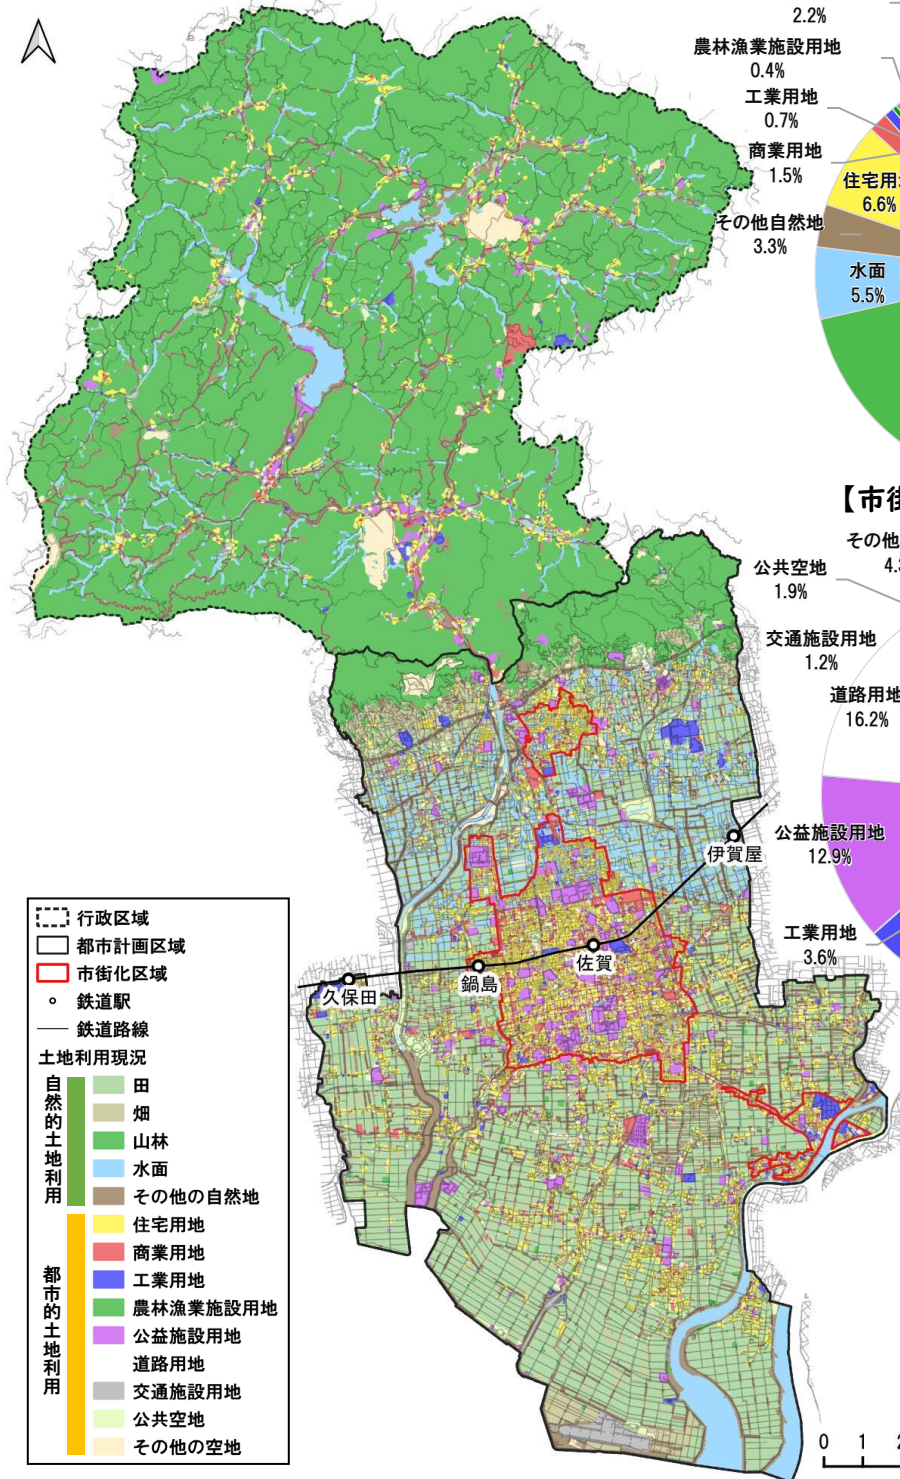 2.2%
農林漁業施設用地
0.4%
工業用地
0.7%
商業用地
1.5%
住宅用
6.6%
その他自然地
3.3%
水面
5.5%
【市街
その他
4.
公共空地
1.9%
交通施設用地
1.2%
道路用地
16.2%
公益施設用地
12.9%
工業用地
3.6%
伊賀屋
佐賀
鍋島
久保田
行政区域
都市計画区域
市街化区域
鉄道駅
鉄道路線
土地利用現況
自然的土地利用
田
畑
山林
水面
その他の自然地
都市的土地利用
住宅用地
商業用地
工業用地
農林漁業施設用地
公益施設用地
道路用地
交通施設用地
公共空地
その他の空地
0 1 2